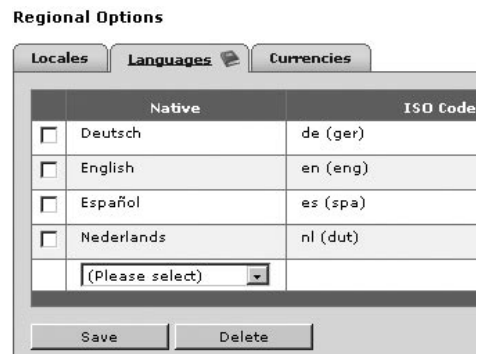 Regional Options
Locales Languages Currencies
Native ISO Code
Deutsch de (ger)
English en (eng)
Español es (spa)
Nederlands nl (dut)
(Please select)
Save Delete